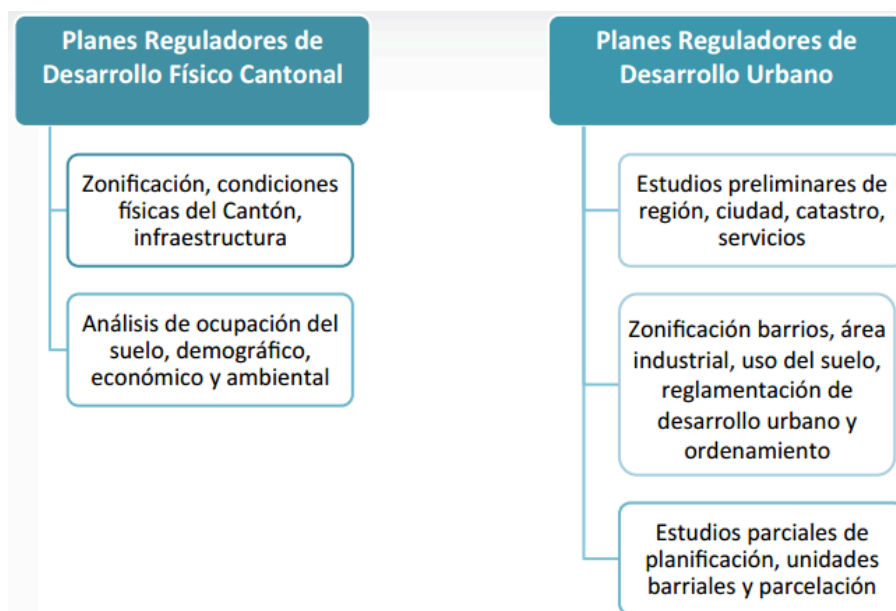 Planes Reguladores de
Desarrollo Físico Cantonal
Zonificación, condiciones
físicas del Cantón,
infraestructura
Análisis de ocupación del
suelo, demográfico,
económico y ambiental
Planes Reguladores de
Desarrollo Urbano
Estudios preliminares de
región, ciudad, catastro,
servicios
Zonificación barrios, área
industrial, uso del suelo,
reglamentación de
desarrollo urbano y
ordenamiento
Estudios parciales de
planificación, unidades
barriales y parcelación